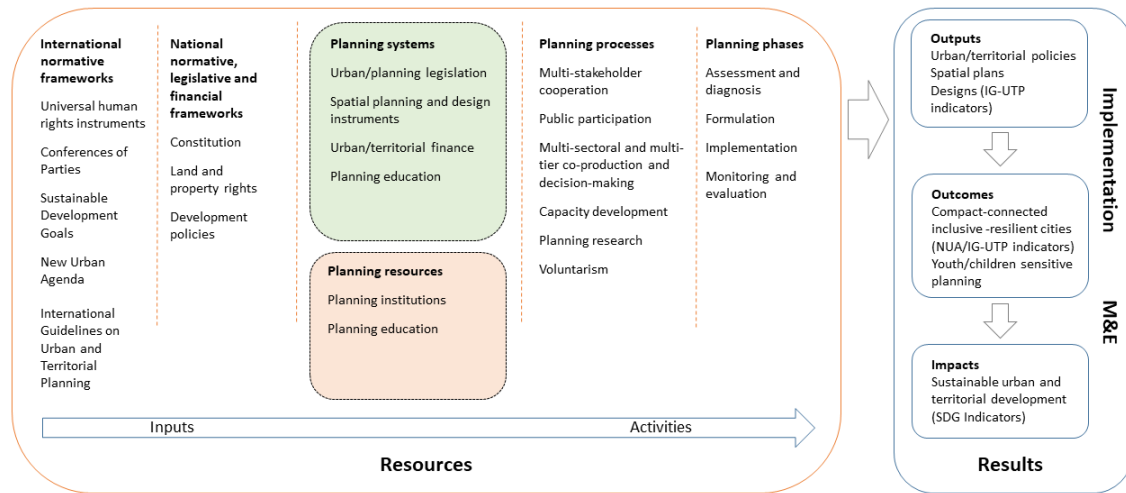 International
normative
frameworks
Universal human
rights instruments
Conferences of
Parties
Sustainable
Development
Goals
New Urban
Agenda
International
Guidelines on
Urban and
Territorial
Planning
National
normative,
legislative and
financial
frameworks
Constitution
Land and
property rights
Development
policies
Planning systems
Urban/planning legislation
Spatial planning and design
instruments
Urban/territorial finance
Planning education
Planning resources
Planning institutions
Planning education
Planning processes
Multi-stakeholder
cooperation
Public participation
Multi-sectoral and multi-
tier co-production and
decision-making
Capacity development
Planning research
Voluntarism
Planning phases
Assessment and
diagnosis
Formulation
Implementation
Monitoring and
evaluation
Inputs
Activities
Resources
Outputs
Urban/territorial policies
Spatial plans
Designs (IG-UTP
indicators)
Outcomes
Compact-connected
inclusive -resilient cities
(NUA/IG-UTP indicators)
Youth/children sensitive
planning
Impacts
Sustainable urban and
territorial development
(SDG Indicators)
Implementation
M&E
Results